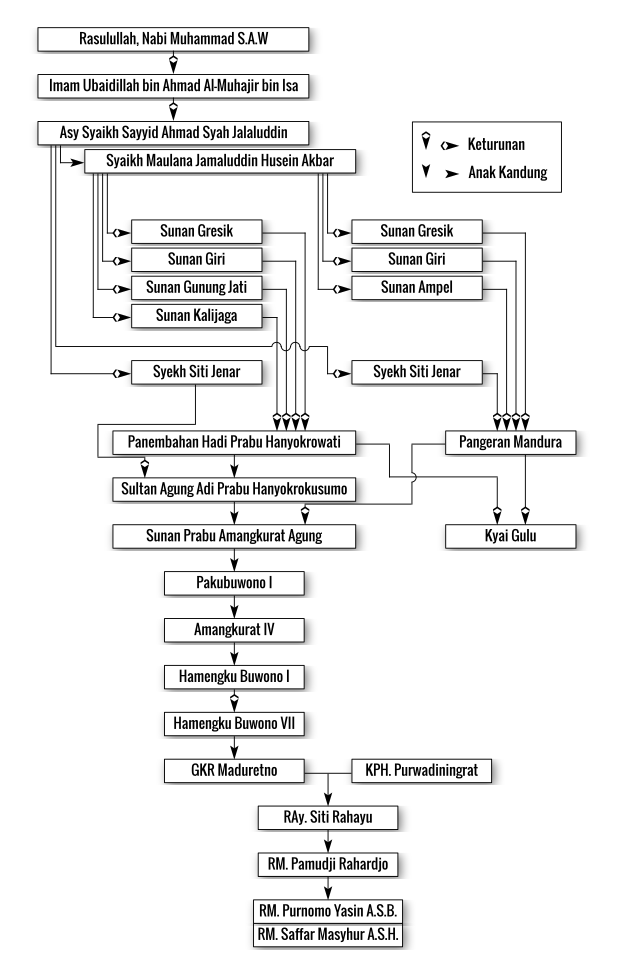 Rasulullah, Nabi Muhammad S.A.W
Imam Ubaidillah bin Ahmad Al-Muhajir bin Isa
Asy Syaikh Sayyid Ahmad Syah Jalaluddin
Syaikh Maulana Jamaluddin Husein Akbar
Keturunan
Anak Kandung
Sunan Gresik
Sunan Giri
Sunan Gunung Jati
Sunan Kalijaga
Sunan Gresik
Sunan Giri
Sunan Ampel
Syekh Siti Jenar
Syekh Siti Jenar
Panembahan Hadi Prabu Hanyokrowati
Pangeran Mandura
Sultan Agung Adi Prabu Hanyokrokusumo
Sunan Prabu Amangkurat Agung
Kyai Gulu
Pakubuwono I
Amangkurat IV
Hamengku Buwono I
Hamengku Buwono VII
GKR Maduretno
KPH. Purwadiningrat
RAy. Siti Rahayu
RM. Pamudji Rahardjo
RM. Purnomo Yasin A.S.B.
RM. Saffar Masyhur A.S.H.